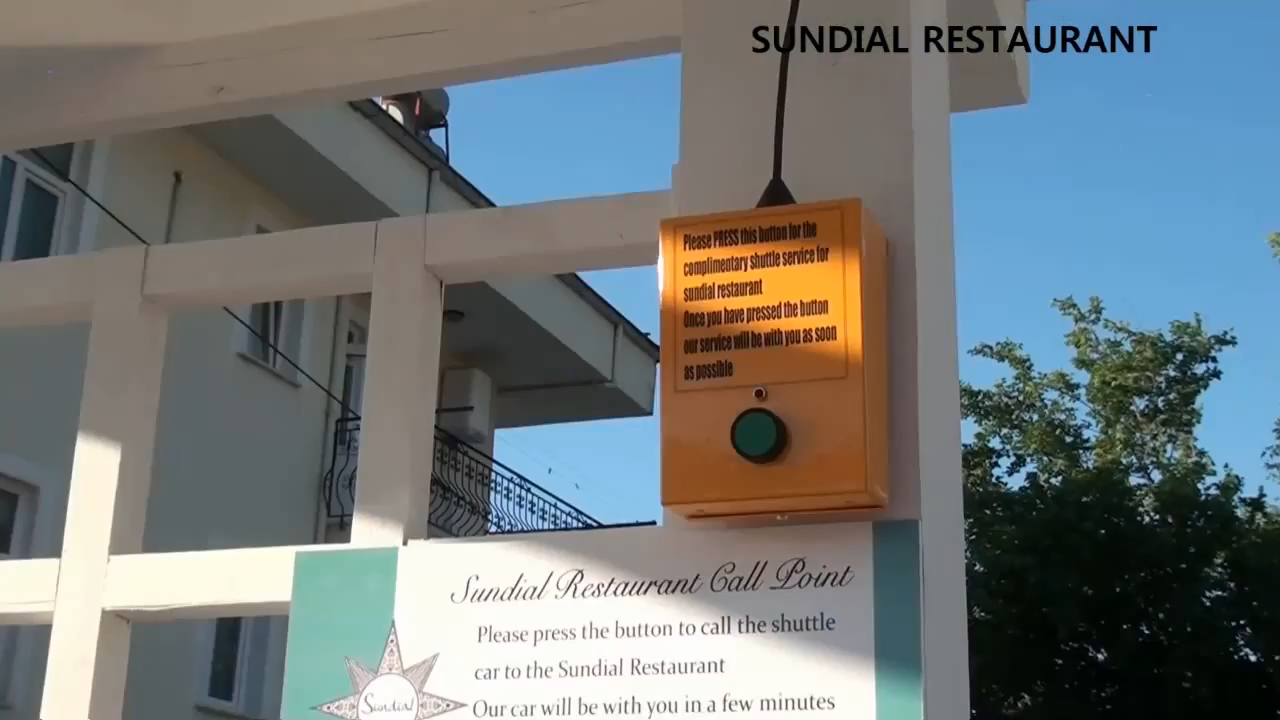 SUNDIAL RESTAURANT
Please PRESS this button for the
complimentary shuttle service for
sundial restaurant
Once you have pressed the button
our service will be with you as soon
as possible
Sundial Restaurant Call Point
Please press the button to call the shuttle
car to the Sundial Restaurant
Our car will be with you in a few minutes
Sundial